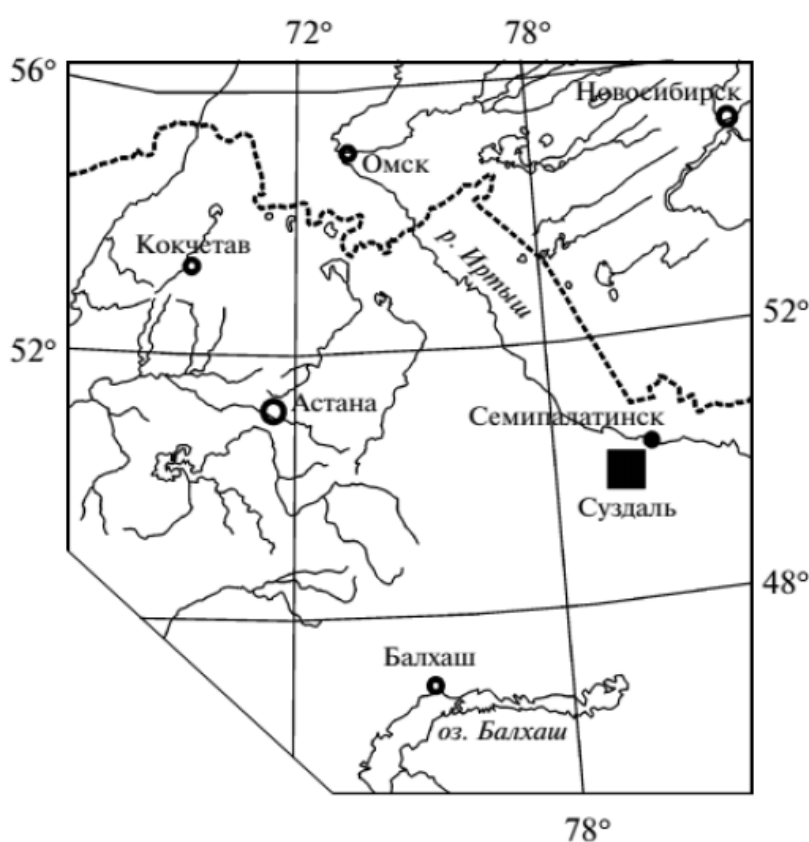 72° 78°
56°
Новосибирск
Омск
Кокчетав
р. Иртыш
52°
52°
Астана
Семипалатинск
Суздаль
48°
Балхаш
оз. Балхаш
78°